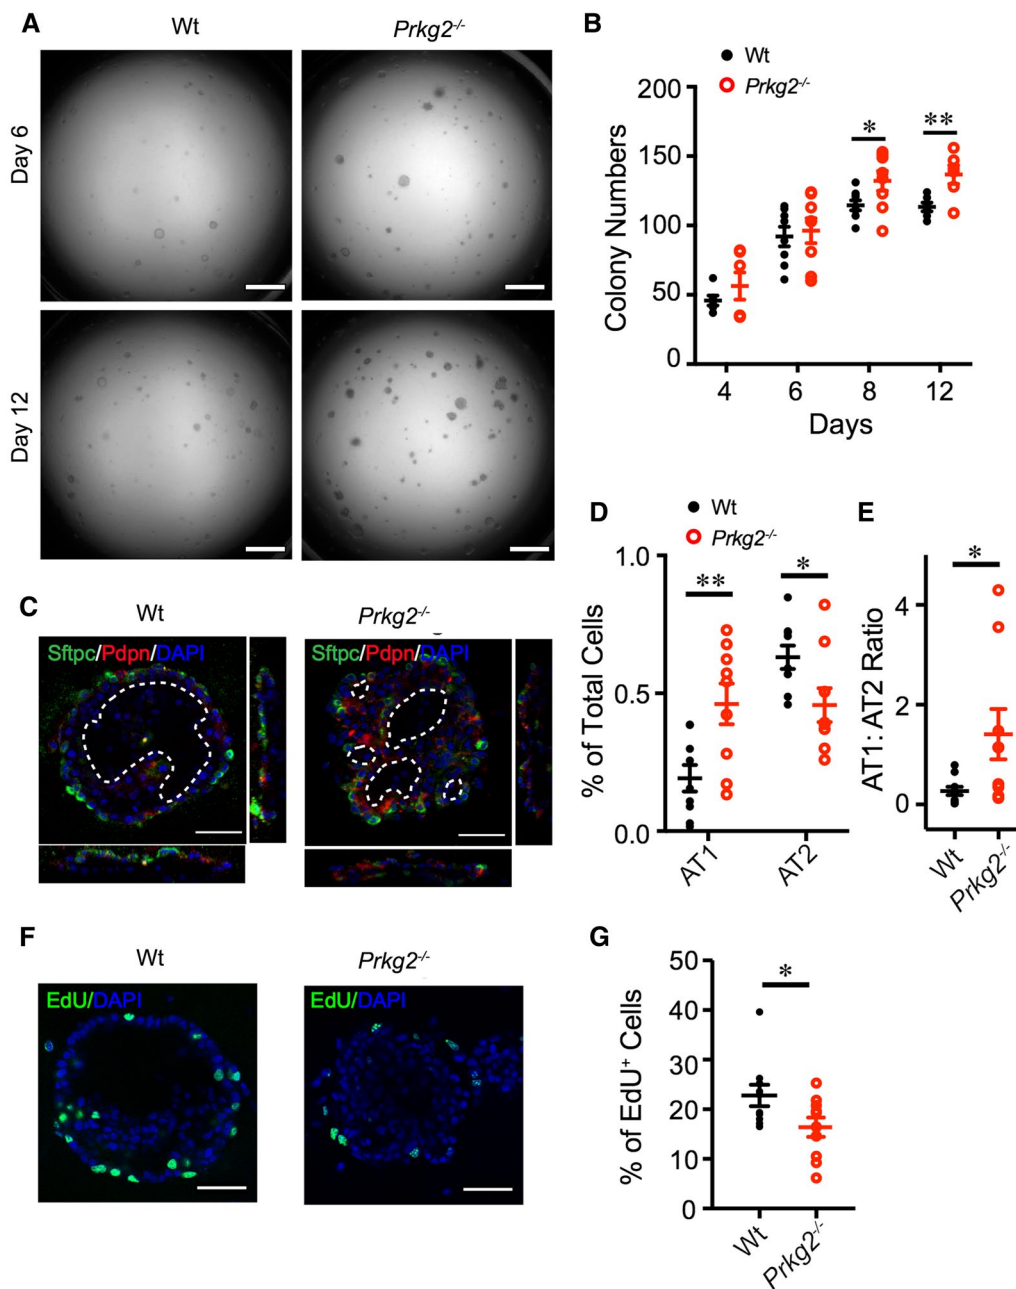 A
Wt
Prkg2-/-
Day 6
Day 12
B
Wt
Prkg2-/-
Colony Numbers
200
150
100
50
0
*
**
4 6 8 12
Days
C
Wt
Prkg2-/-
Sftpc/Pdpn/DAPI
Sftpc/Pdpn/DAPI
D
Wt
Prkg2-/-
% of Total Cells
1.0
0.5
0.0
**
*
AT1 AT2
E
AT1: AT2 Ratio
*
4
2
0
Wt Prkg2-/-
F
Wt
Prkg2-/-
EdU/DAPI
EdU/DAPI
G
% of EdU+ Cells
50
40
30
20
10
0
*
Wt Prkg2-/-